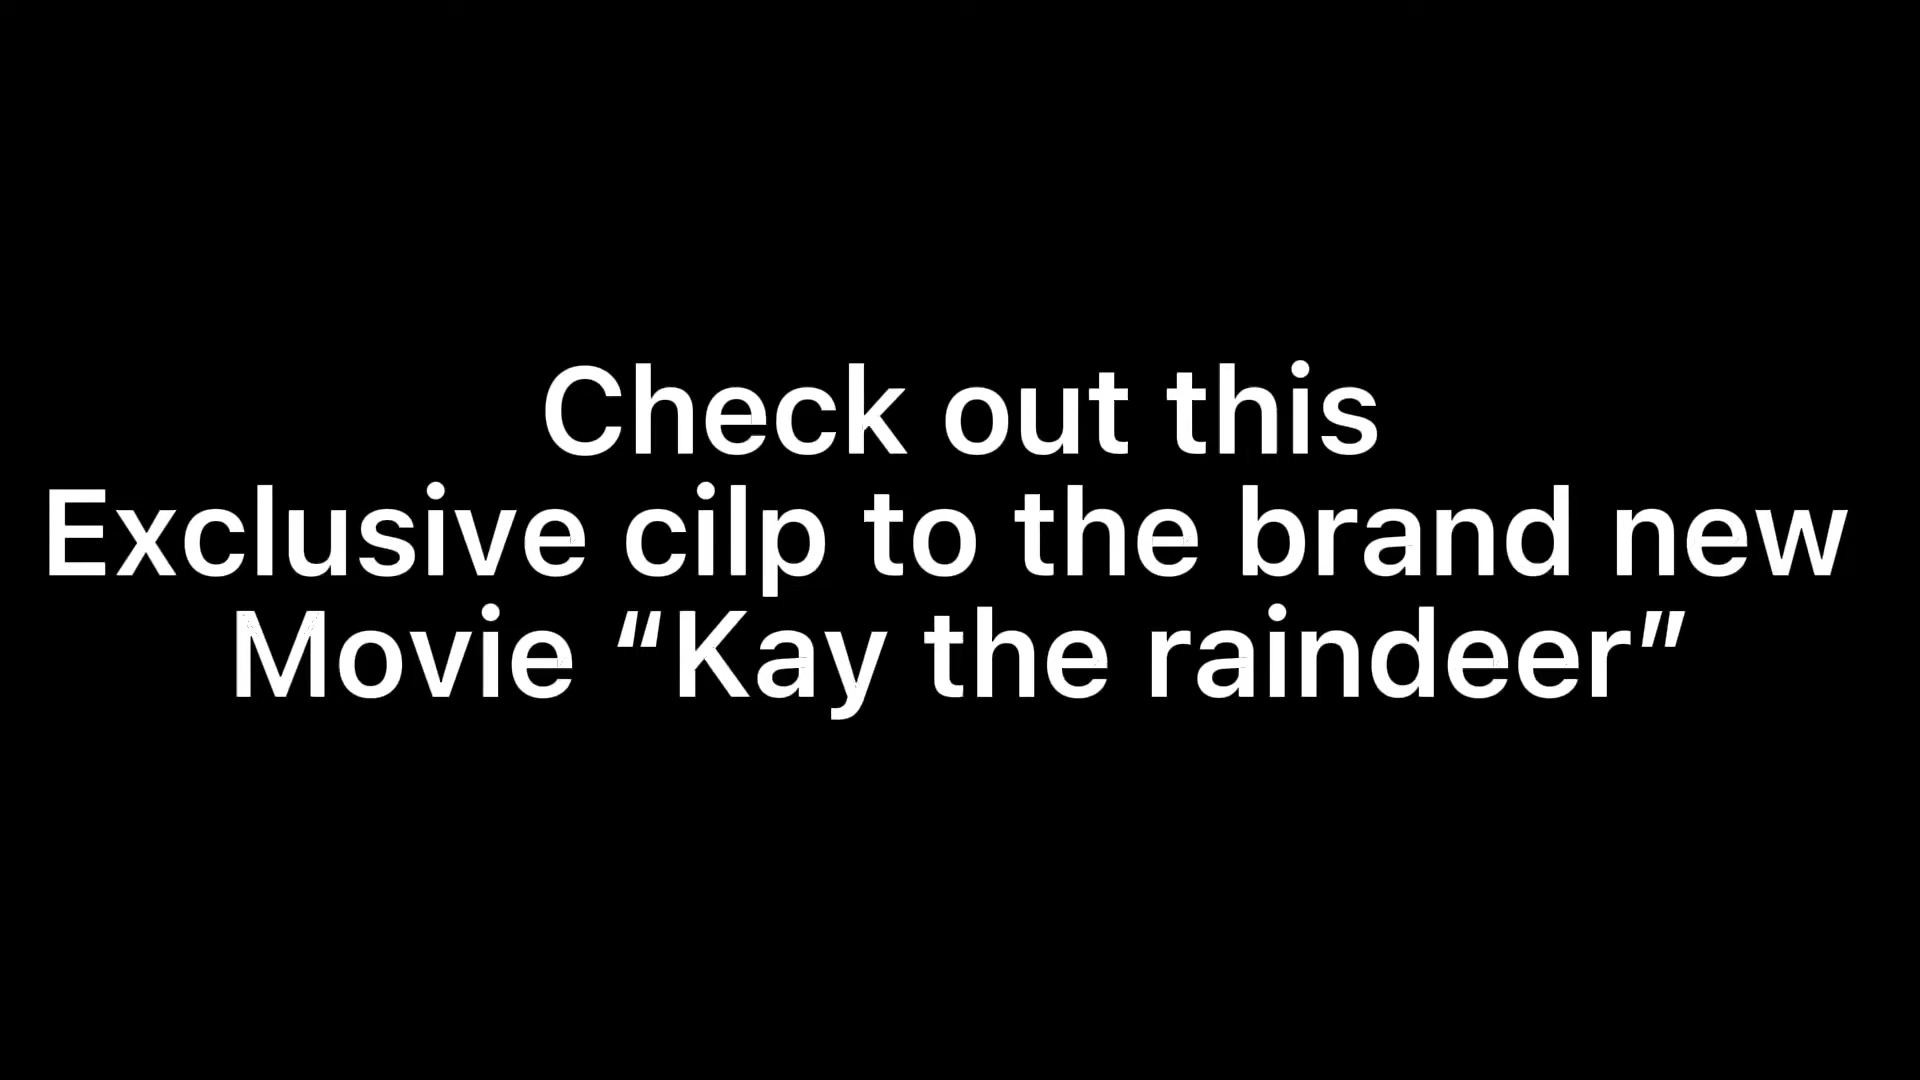 Check out this
Exclusive cilp to the brand new
Movie “Kay the raindeer”